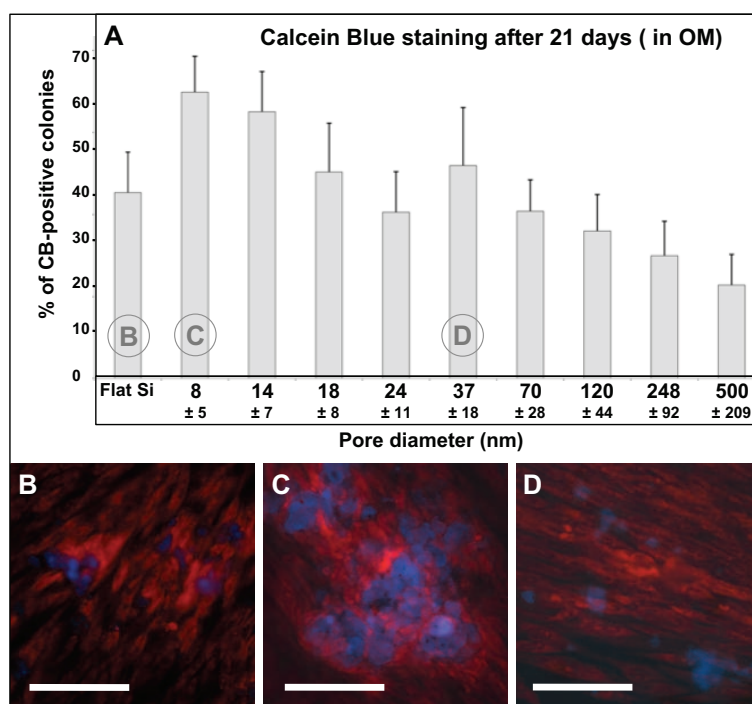 A
Calcein Blue staining after 21 days ( in OM)
% of CB-positive colonies
70
60
50
40
30
20
10
0
B
C
D
Flat Si 8 14 18 24 37 70 120 248 500
± 5 ± 7 ± 8 ± 11 ± 18 ± 28 ± 44 ± 92 ± 209
Pore diameter (nm)
B
C
D